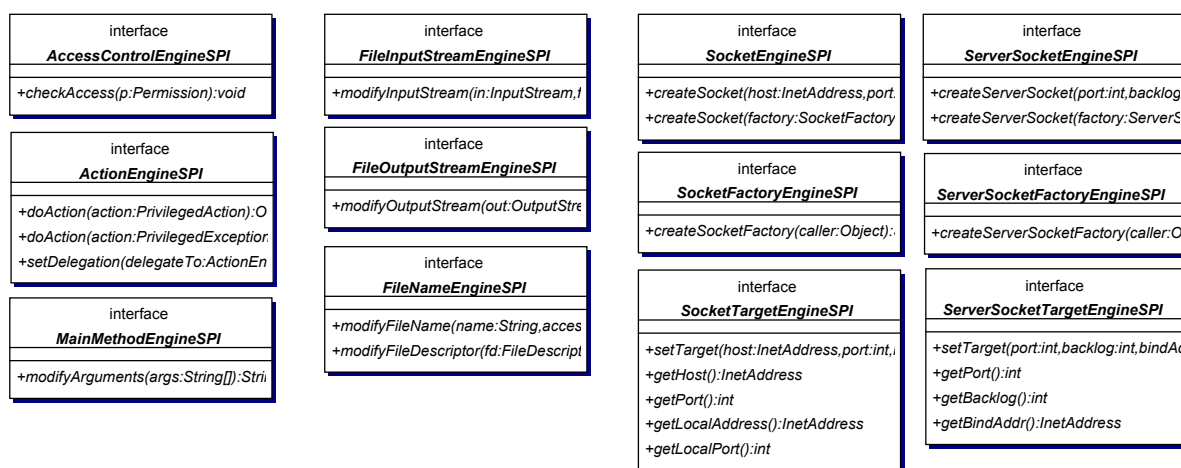 interface
AccessControlEngineSPI
+checkAccess(p:Permission):void
interface
ActionEngineSPI
+doAction(action:PrivilegedAction):O
+doAction(action:PrivilegedException
+setDelegation(delegateTo:ActionEn
interface
MainMethodEngineSPI
+modifyArguments(args:String[]):Stri
interface
FileInputStreamEngineSPI
+modifyInputStream(in:InputStream,f
interface
FileOutputStreamEngineSPI
+modifyOutputStream(out:OutputStre
interface
FileNameEngineSPI
+modifyFileName(name:String,acces
+modifyFileDescriptor(fd:FileDescript
interface
SocketEngineSPI
+createSocket(host:InetAddress,port
+createSocket(factory:SocketFactory
interface
SocketFactoryEngineSPI
+createSocketFactory(caller:Object):
interface
SocketTargetEngineSPI
+setTarget(host:InetAddress,port:int,
+getHost():InetAddress
+getPort():int
+getLocalAddress():InetAddress
+getLocalPort():int
interface
ServerSocketEngineSPI
+createServerSocket(port:int,backlog
+createServerSocket(factory:ServerS
interface
ServerSocketFactoryEngineSPI
+createServerSocketFactory(caller:O
interface
ServerSocketTargetEngineSPI
+setTarget(port:int,backlog:int,bindAd
+getPort():int
+getBacklog():int
+getBindAddr():InetAddress